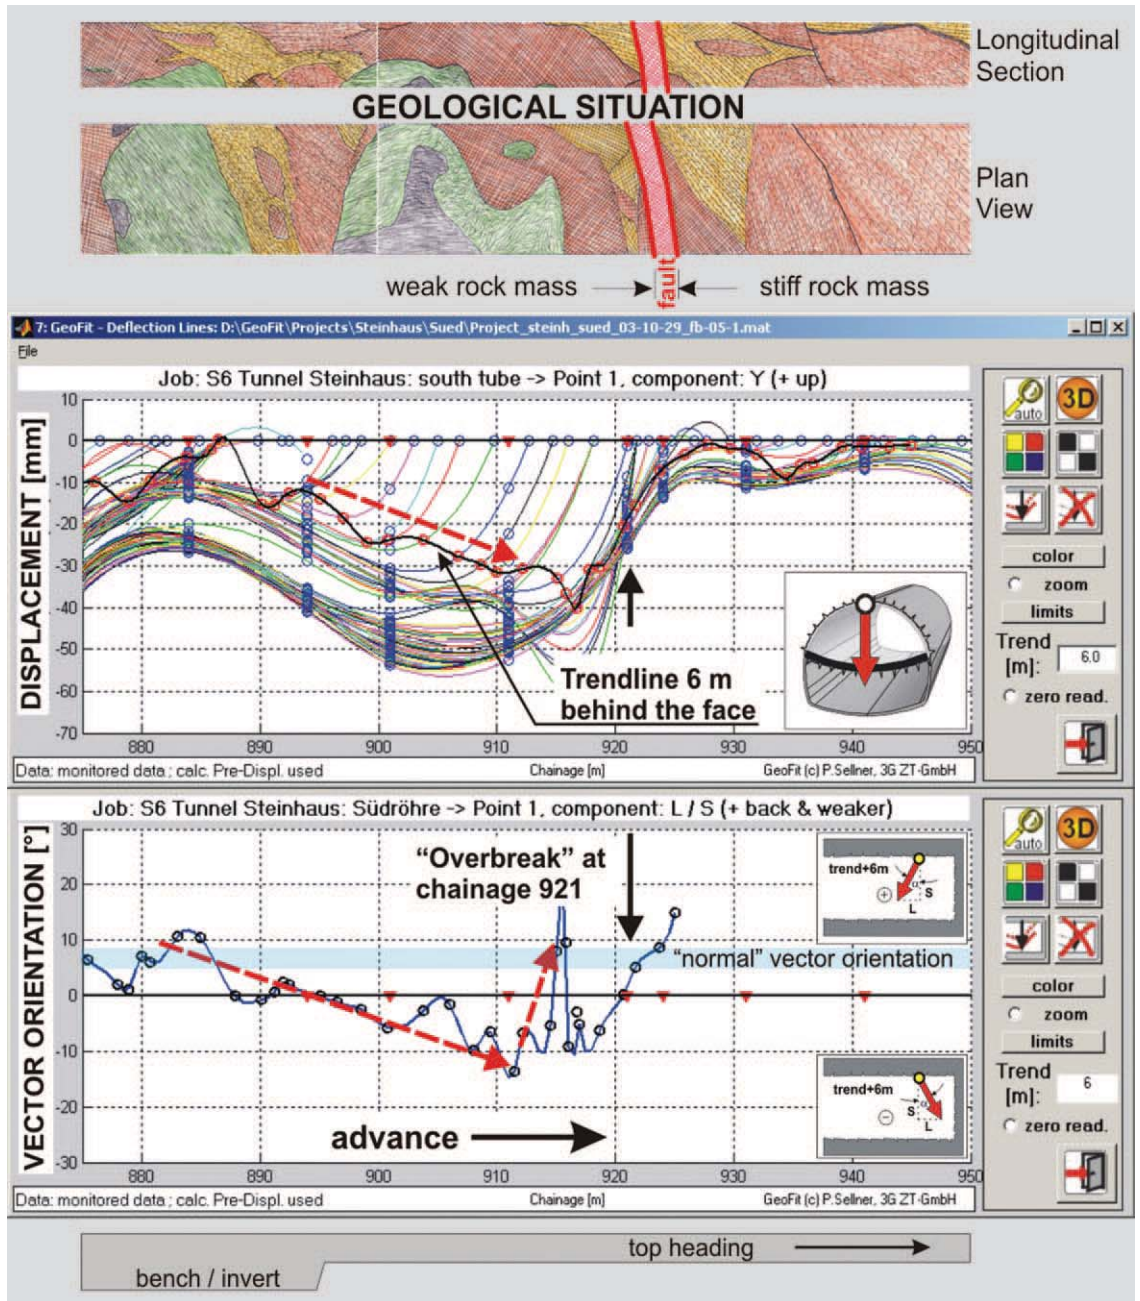 Longitudinal
Section
GEOLOGICAL SITUATION
Plan
View
weak rock mass
fault
stiff rock mass
7: GeoFit - Deflection Lines: D:\GeoFit\Projects\Steinhaus\Sued\Project_steinh_sued_03-10-29_fb-05-1.mat
File
Job: S6 Tunnel Steinhaus: south tube -> Point 1, component: Y (+ up)
DISPLACEMENT [mm]
10
0
-10
-20
-30
-40
-50
-60
-70
Trendline 6 m
behind the face
880 890 900 910 920 930 940 950
Data: monitored data ; calc. Pre-Displ. used
Chainage [m]
GeoFit (c) P.Sellner, 3G ZT-GmbH
auto
3D
color
zoom
limits
Trend
[m]: 6.0
zero read.
Job: S6 Tunnel Steinhaus: Südröhre -> Point 1, component: L / S (+ back & weaker)
VECTOR ORIENTATION [°]
30
20
10
0
-10
-20
-30
"Overbreak" at
chainage 921
trend+6m
+
α
S
L
"normal" vector orientation
trend+6m
−
S
α
L
advance
880 890 900 910 920 930 940 950
Data: monitored data ; calc. Pre-Displ. used
Chainage [m]
GeoFit (c) P.Sellner, 3G ZT-GmbH
auto
3D
color
zoom
limits
Trend
[m]: 6
zero read.
top heading
bench / invert